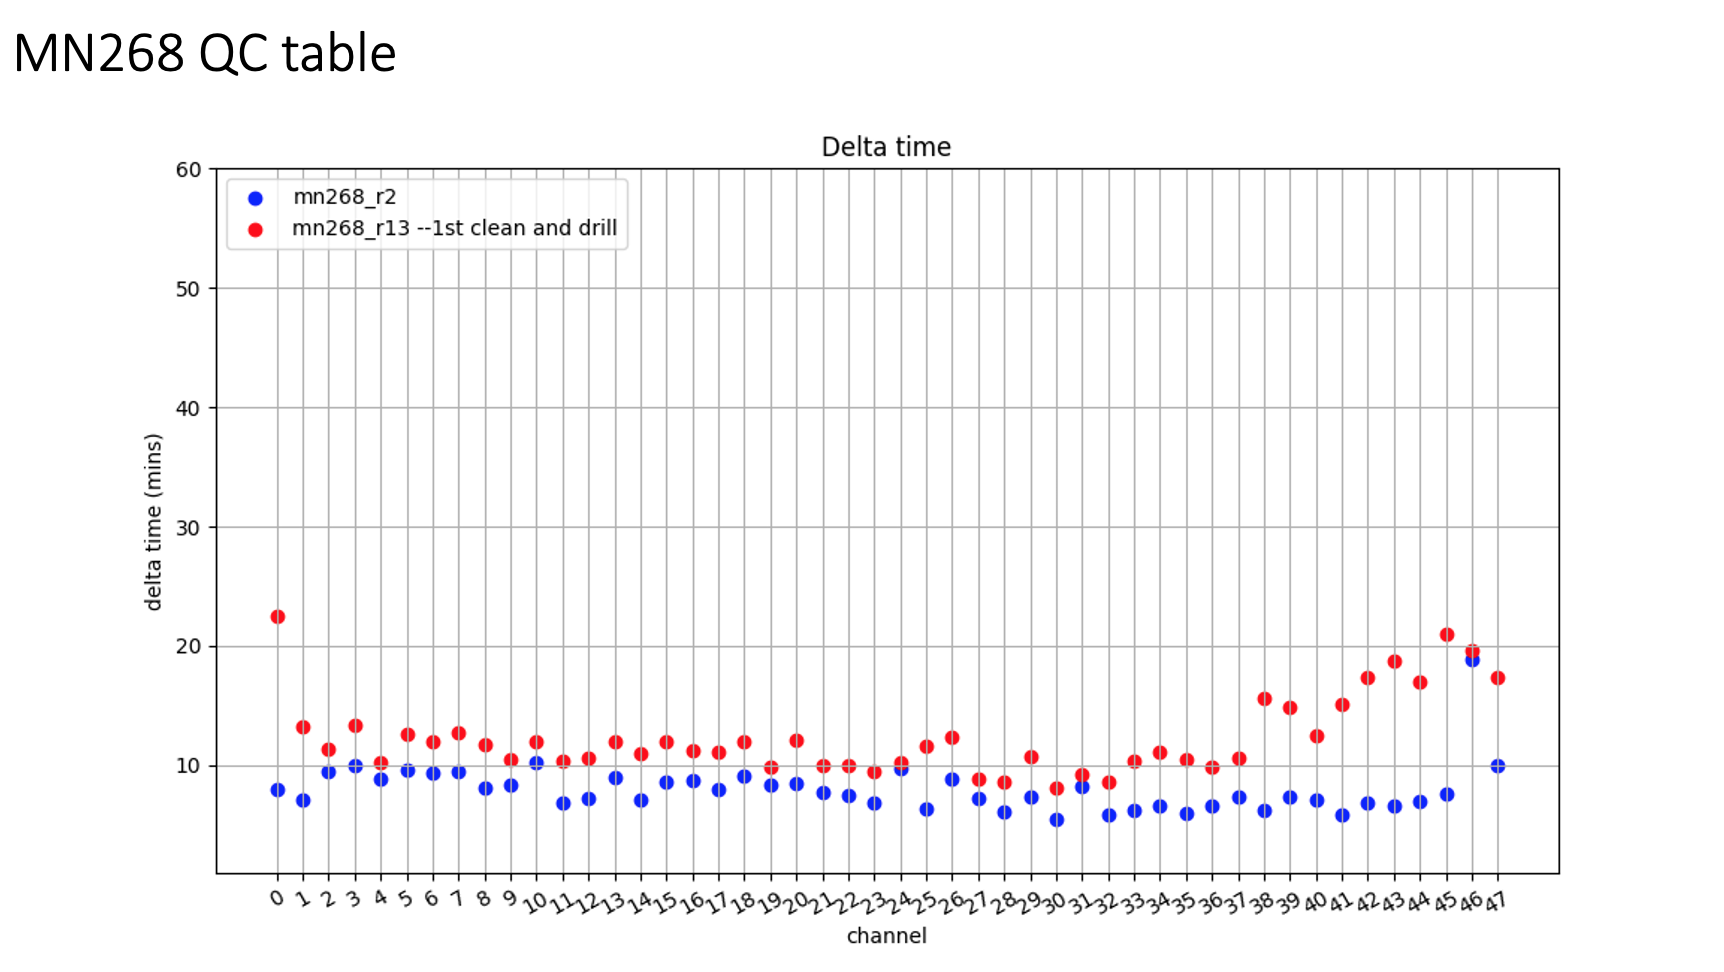 MN268 QC table
Delta time
mn268_r2
mn268_r13 --1st clean and drill
60
50
40
30
20
10
delta time (mins)
0 1 2 3 4 5 6 7 8 9 10 11 12 13 14 15 16 17 18 19 20 21 22 23 24 25 26 27 28 29 30 31 32 33 34 35 36 37 38 39 40 41 42 43 44 45 46 47
channel